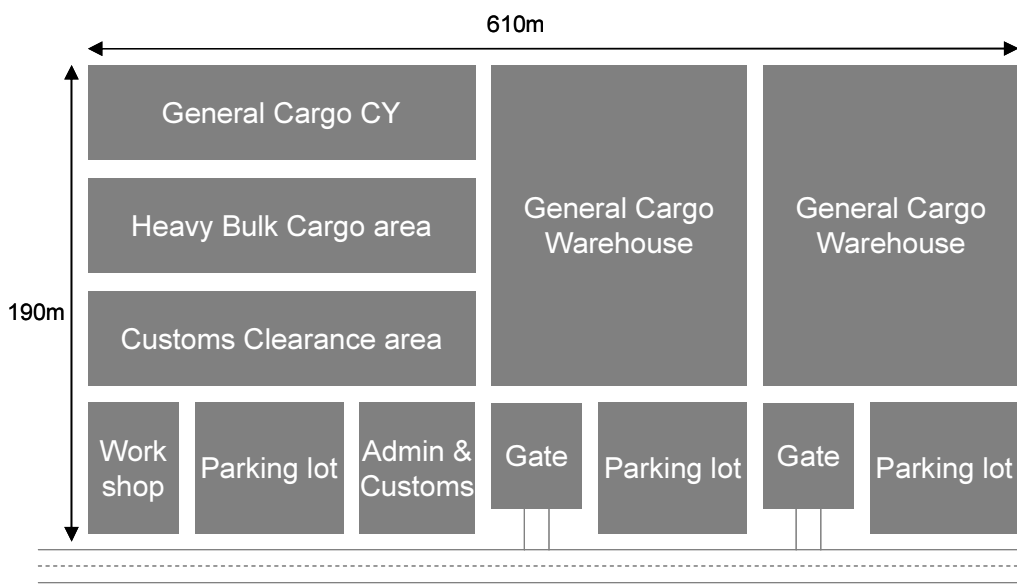 610m
General Cargo CY
Heavy Bulk Cargo area
Customs Clearance area
General Cargo
Warehouse
General Cargo
Warehouse
190m
Work
shop
Parking lot
Admin &
Customs
Gate
Parking lot
Gate
Parking lot